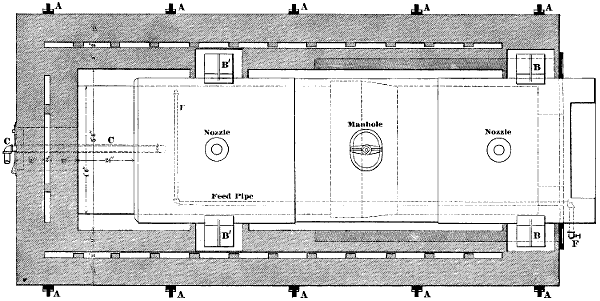 A A A A A
B' B
F
Nozzle Manhole Nozzle
C C
Feed Pipe
B' B
F
A A A A A